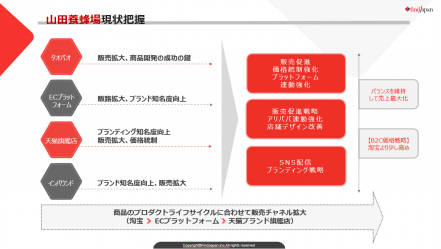 山田養蜂場現状把握
findJapan
タオバオ
販売拡大、商品開発の成功の鍵
ECプラット
フォーム
販路拡大、ブランド知名度向上
天猫旗艦店
ブランディング知名度向上
販売拡大、価格統制
インバウンド
ブランド知名度向上、販売拡大
販売促進
価格統制強化
プラットフォーム
連動強化
販売促進戦略
アリババ連動強化
店舗デザイン改善
SNS配信
ブランディング戦略
バランスを維持
して売上最大化
【B2C価格戦略】
淘宝より少し高め
商品のプロダクトライフサイクルに合わせて販売チャネル拡大
(淘宝 > ECプラットフォーム > 天猫ブランド旗艦店)